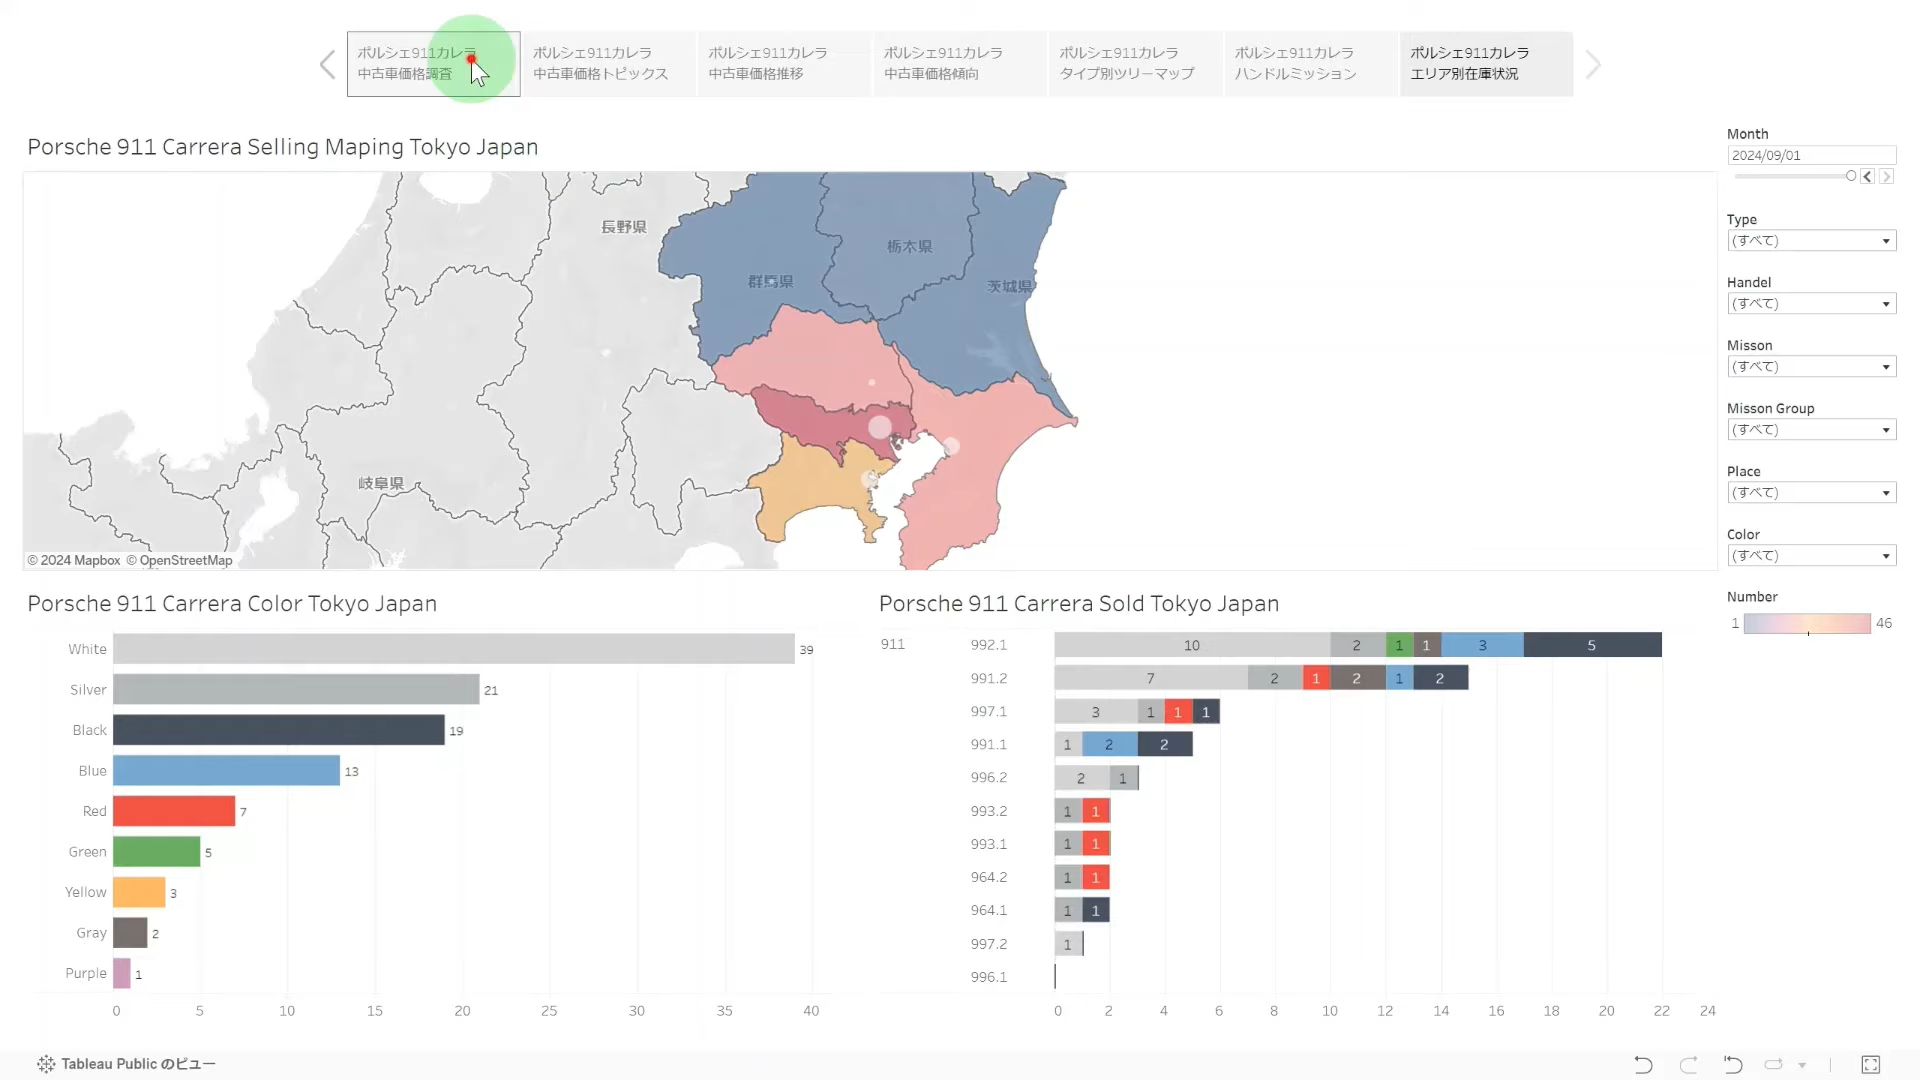 ポルシェ911カレラ
中古車価格調査
ポルシェ911カレラ
中古車価格トピックス
ポルシェ911カレラ
中古車価格推移
ポルシェ911カレラ
中古車価格傾向
ポルシェ911カレラ
タイプ別ツリーマップ
ポルシェ911カレラ
ハンドルミッション
ポルシェ911カレラ
エリア別在庫状況
Porsche 911 Carrera Selling Maping Tokyo Japan
長野県
栃木県
群馬県
茨城県
岐阜県
© 2024 Mapbox © OpenStreetMap
Month
2024/09/01
Type
(すべて)
Handel
(すべて)
Misson
(すべて)
Misson Group
(すべて)
Place
(すべて)
Color
(すべて)
Number
1 46
Porsche 911 Carrera Color Tokyo Japan
White 39
Silver 21
Black 19
Blue 13
Red 7
Green 5
Yellow 3
Gray 2
Purple 1
0 5 10 15 20 25 30 35 40
Porsche 911 Carrera Sold Tokyo Japan
911 992.1 10 2 1 1 3 5
991.2 7 2 1 2 1 2
997.1 3 1 1 1
991.1 1 2 2
996.2 2 1
993.2 1 1
993.1 1 1
964.2 1 1
964.1 1 1
997.2 1
996.1
0 2 4 6 8 10 12 14 16 18 20 22 24
Tableau Public のビュー